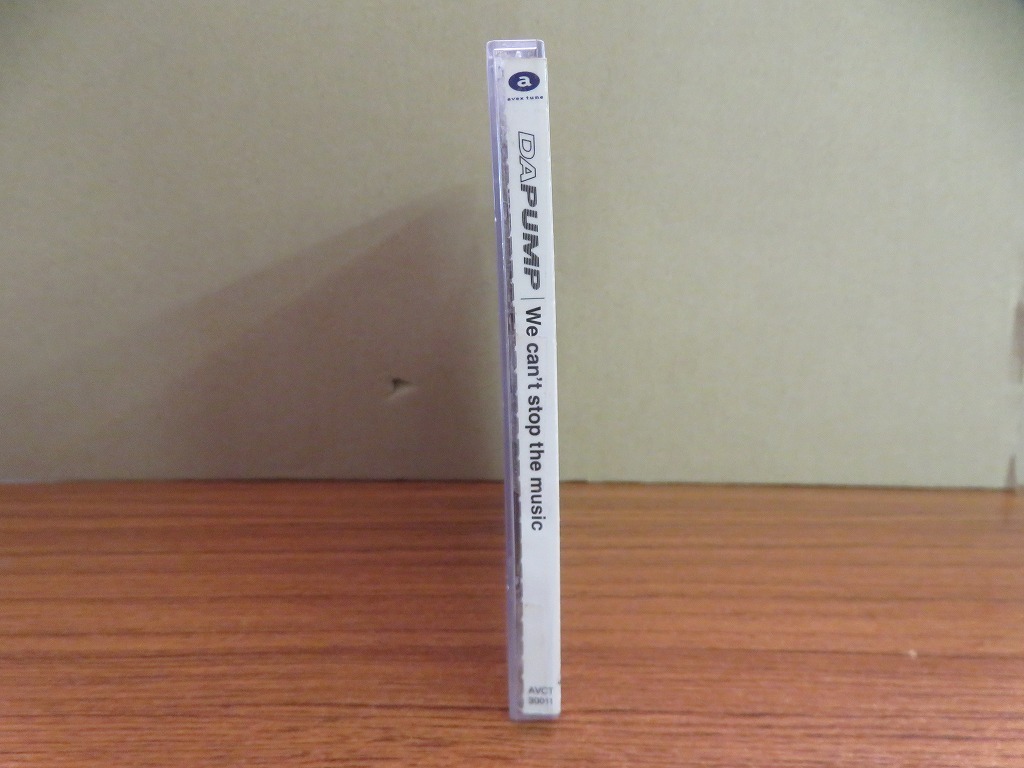 a
avex tune
DA PUMP | We can't stop the music
AVCT
30011